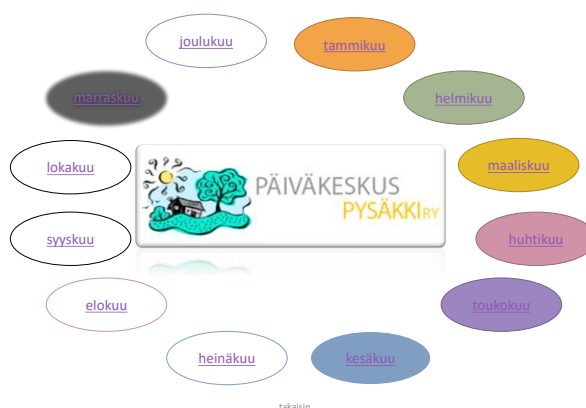 joulukuu
tammikuu
marraskuu
helmikuu
lokakuu
maaliskuu
PÄIVÄKESKUS
PYSÄKKI RY
syyskuu
huhtikuu
elokuu
toukokuu
heinäkuu
kesäkuu
takaisin